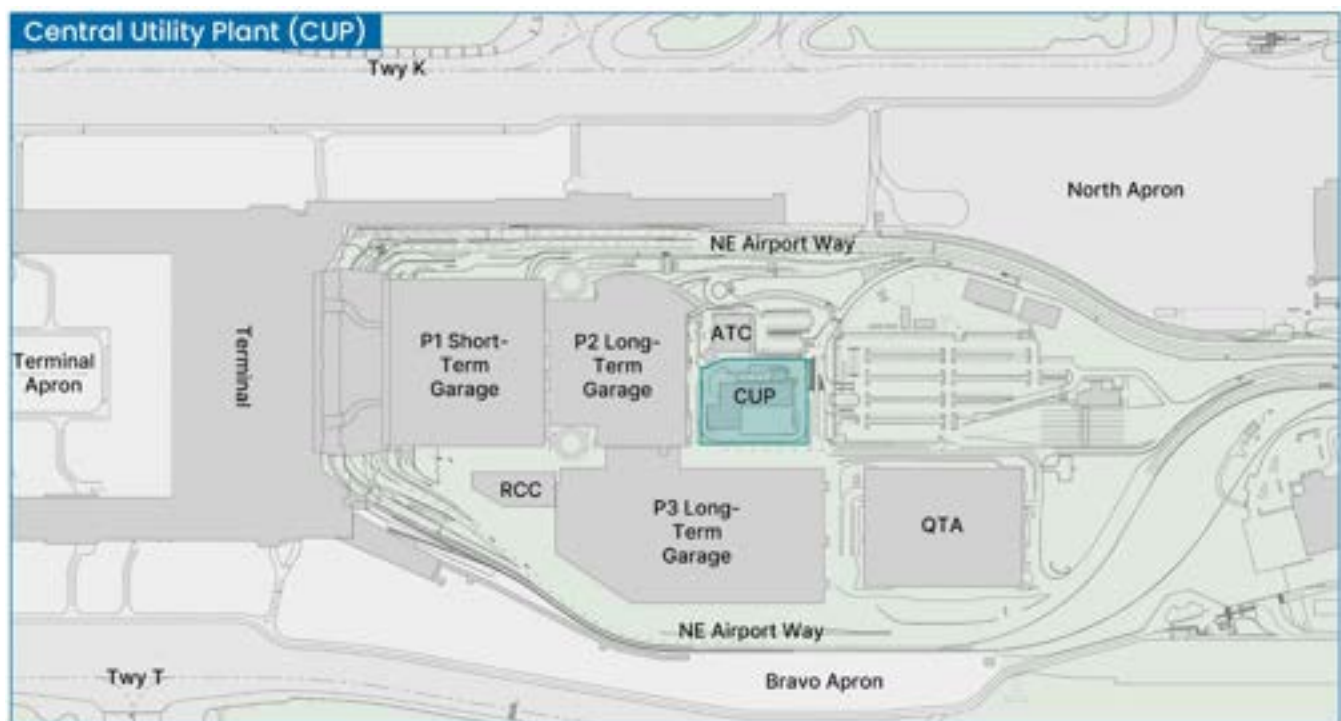 Central Utility Plant (CUP)
Twy K
North Apron
NE Airport Way
ATC
P1 Short-
Term
Garage
P2 Long-
Term
Garage
Terminal
Terminal
Apron
CUP
RCC
P3 Long-
Term
Garage
QTA
NE Airport Way
Twy T
Bravo Apron